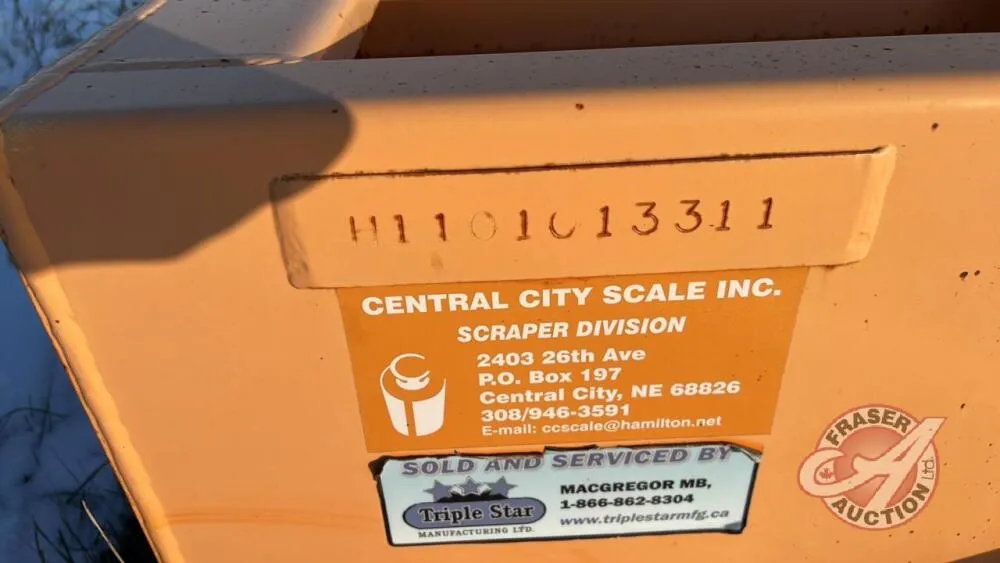 H1101013311
CENTRAL CITY SCALE INC.
SCRAPER DIVISION
2403 26th Ave
P.O. Box 197
Central City, NE 68826
308/946-3591
E-mail: ccscale@hamilton.net
SOLD AND SERVICED BY
Triple Star
MANUFACTURING LTD.
MACGREGOR MB,
1-866-862-8304
www.triplestarmfg.ca
FRASER
AUCTION Ltd.